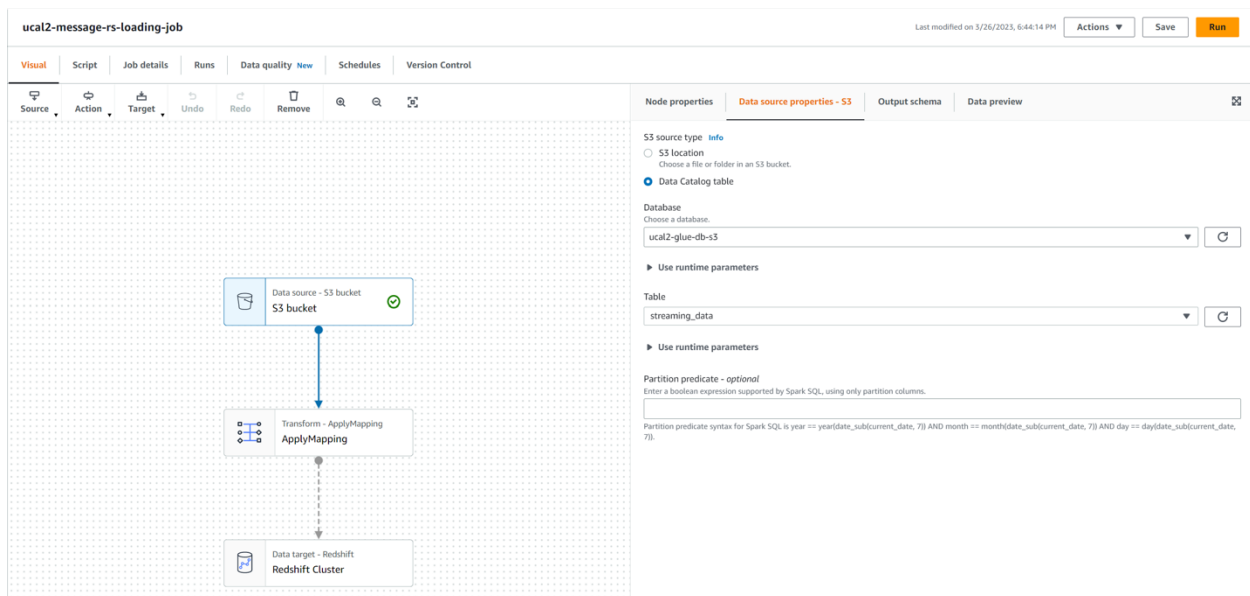 ucal2-message-rs-loading-job
Last modified on 3/26/2023, 6:44:14 PM
Actions
Save
Run
Visual
Script
Job details
Runs
Data quality New
Schedules
Version Control
Source
Action
Target
Undo
Redo
Remove
Node properties
Data source properties - S3
Output schema
Data preview
S3 source type Info
S3 location
Choose a file or folder in an S3 bucket.
Data Catalog table
Database
Choose a database.
ucal2-glue-db-s3
Use runtime parameters
Table
streaming_data
Use runtime parameters
Partition predicate - optional
Enter a boolean expression supported by Spark SQL, using only partition columns.
Partition predicate syntax for Spark SQL is year == year(date_sub(current_date, 7)) AND month == month(date_sub(current_date, 7)) AND day == day(date_sub(current_date,
7)).
Data source - S3 bucket
S3 bucket
Transform - ApplyMapping
ApplyMapping
Data target - Redshift
Redshift Cluster